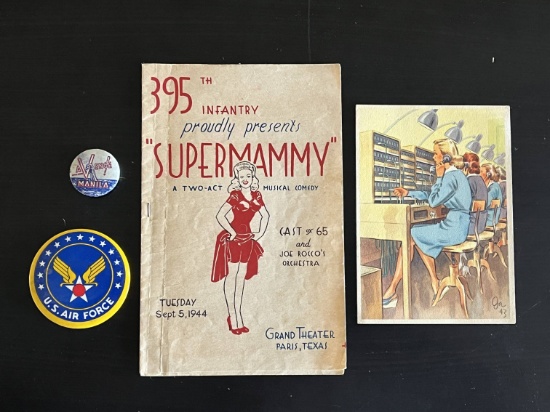 395TH
INFANTRY
proudly presents
"SUPERMAMMY"
A TWO-ACT MUSICAL COMEDY
CAST OF 65
and
JOE ROCCO'S
ORCHESTRA
TUESDAY
Sept 5, 1944
GRAND THEATER
PARIS, TEXAS
MANILA
U.S. AIR FORCE
43